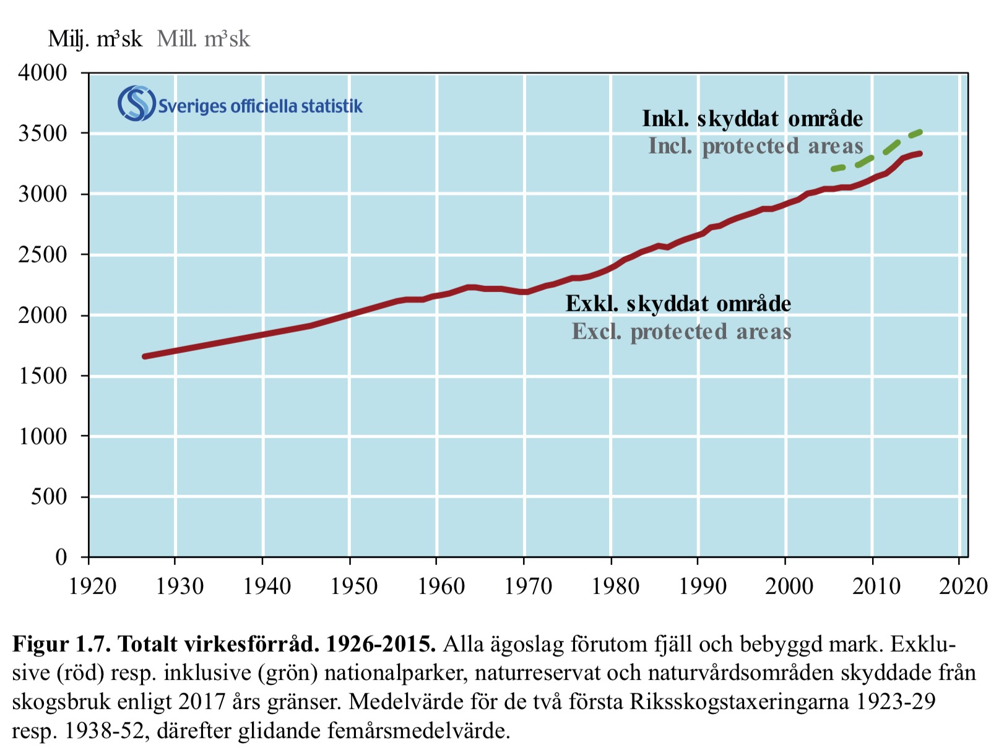 Milj. m³sk Mill. m³sk
4000
3500
3000
2500
2000
1500
1000
500
0
Sveriges officiella statistik
Inkl. skyddat område
Incl. protected areas
Exkl. skyddat område
Excl. protected areas
1920 1930 1940 1950 1960 1970 1980 1990 2000 2010 2020
Figur 1.7. Totalt virkesförråd. 1926-2015. Alla ägoslag förutom fjäll och bebyggd mark. Exklu-
sive (röd) resp. inklusive (grön) nationalparker, naturreservat och naturvårdsområden skyddade från
skogsbruk enligt 2017 års gränser. Medelvärde för de två första Riksskogstaxeringarna 1923-29
resp. 1938-52, därefter glidande femårsmedelvärde.